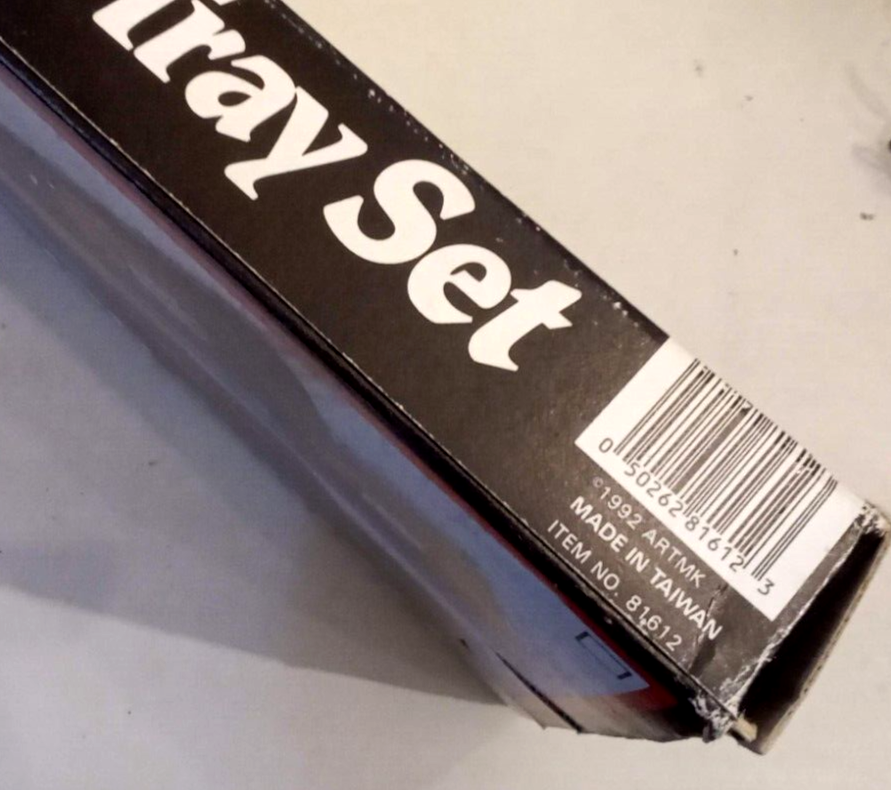 Tray Set
0 50262 81612 3
©1992 ARTMK
MADE IN TAIWAN
ITEM NO. 81612